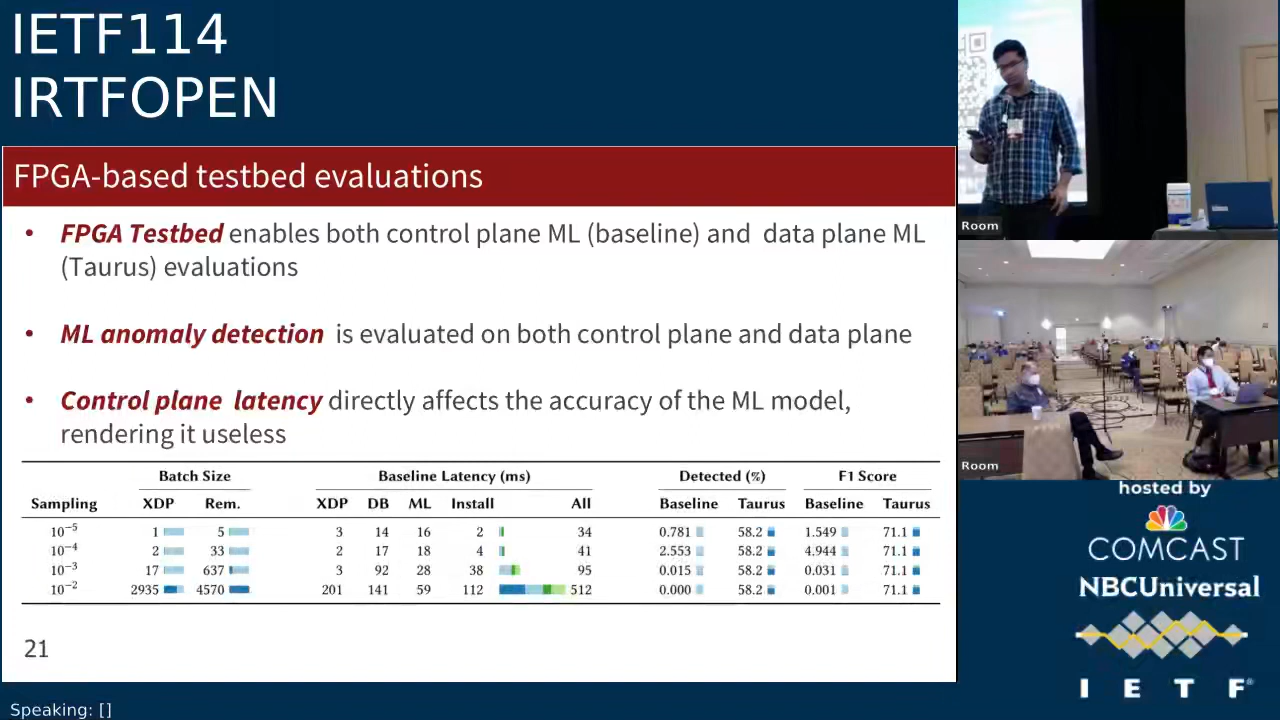 IETF114
IRTFOPEN
FPGA-based testbed evaluations
• FPGA Testbed enables both control plane ML (baseline) and data plane ML
(Taurus) evaluations
• ML anomaly detection is evaluated on both control plane and data plane
• Control plane latency directly affects the accuracy of the ML model,
rendering it useless
Batch Size Baseline Latency (ms) Detected (%) F1 Score
Sampling XDP Rem. XDP DB ML Install All Baseline Taurus Baseline Taurus
10⁻⁵ 1 5 3 14 16 2 34 0.781 58.2 1.549 71.1
10⁻⁴ 2 33 2 17 18 4 41 2.553 58.2 4.944 71.1
10⁻³ 17 637 3 92 28 38 95 0.015 58.2 0.031 71.1
10⁻² 2935 4570 201 141 59 112 512 0.000 58.2 0.001 71.1
21
Speaking: []
Room
Room
hosted by
COMCAST
NBCUniversal
I E T F®